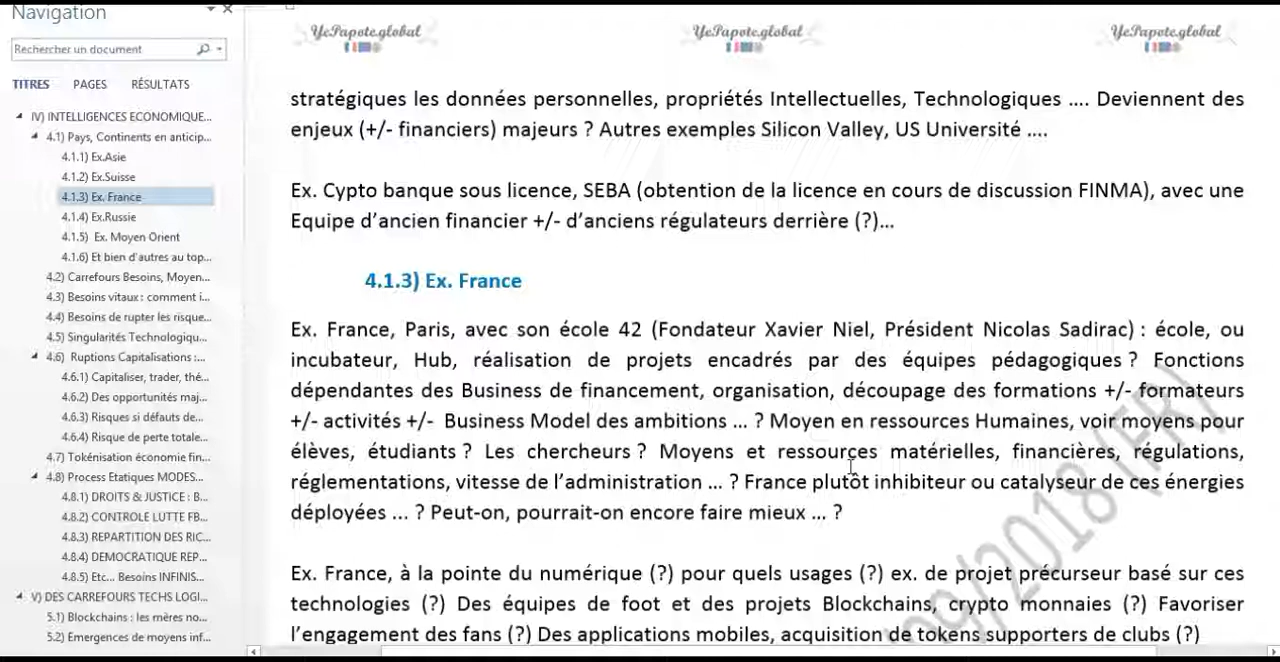 Navigation
Rechercher un document
TITRES PAGES RÉSULTATS
IV) INTELLIGENCES ECONOMIQUE...
4.1) Pays, Continents en anticip...
4.1.1) Ex.Asie
4.1.2) Ex.Suisse
4.1.3) Ex. France
4.1.4) Ex.Russie
4.1.5) Ex. Moyen Orient
4.1.6) Et bien d'autres au top...
4.2) Carrefours Besoins, Moyen...
4.3) Besoins vitaux : comment i...
4.4) Besoins de rupter les risque...
4.5) Singularités Technologiqu...
4.6) Ruptions Capitalisations :...
4.6.1) Capitaliser, trader, thé...
4.6.2) Des opportunités maj...
4.6.3) Risques si défauts de...
4.6.4) Risque de perte totale...
4.7) Tokénisation économie fin...
4.8) Process Etatiques MODES...
4.8.1) DROITS & JUSTICE : B...
4.8.2) CONTROLE LUTTE FB...
4.8.3) REPARTITION DES RIC...
4.8.4) DEMOCRATIQUE REP...
4.8.5) Etc... Besoins INFINIS...
V) DES CARREFOURS TECHS LOGI...
5.1) Blockchains : les mères no...
5.2) Emergences de moyens inf...
YcPapote.global YcPapote.global YcPapote.global
stratégiques les données personnelles, propriétés Intellectuelles, Technologiques .... Deviennent des
enjeux (+/- financiers) majeurs ? Autres exemples Silicon Valley, US Université ....
Ex. Cypto banque sous licence, SEBA (obtention de la licence en cours de discussion FINMA), avec une
Equipe d'ancien financier +/- d'anciens régulateurs derrière (?)...
4.1.3) Ex. France
Ex. France, Paris, avec son école 42 (Fondateur Xavier Niel, Président Nicolas Sadirac) : école, ou
incubateur, Hub, réalisation de projets encadrés par des équipes pédagogiques ? Fonctions
dépendantes des Business de financement, organisation, découpage des formations +/- formateurs
+/- activités +/- Business Model des ambitions ... ? Moyen en ressources Humaines, voir moyens pour
élèves, étudiants ? Les chercheurs ? Moyens et ressources matérielles, financières, régulations,
réglementations, vitesse de l'administration ... ? France plutôt inhibiteur ou catalyseur de ces énergies
déployées ... ? Peut-on, pourrait-on encore faire mieux ... ?
Ex. France, à la pointe du numérique (?) pour quels usages (?) ex. de projet précurseur basé sur ces
technologies (?) Des équipes de foot et des projets Blockchains, crypto monnaies (?) Favoriser
l'engagement des fans (?) Des applications mobiles, acquisition de tokens supporters de clubs (?)
09/2018 (FR)